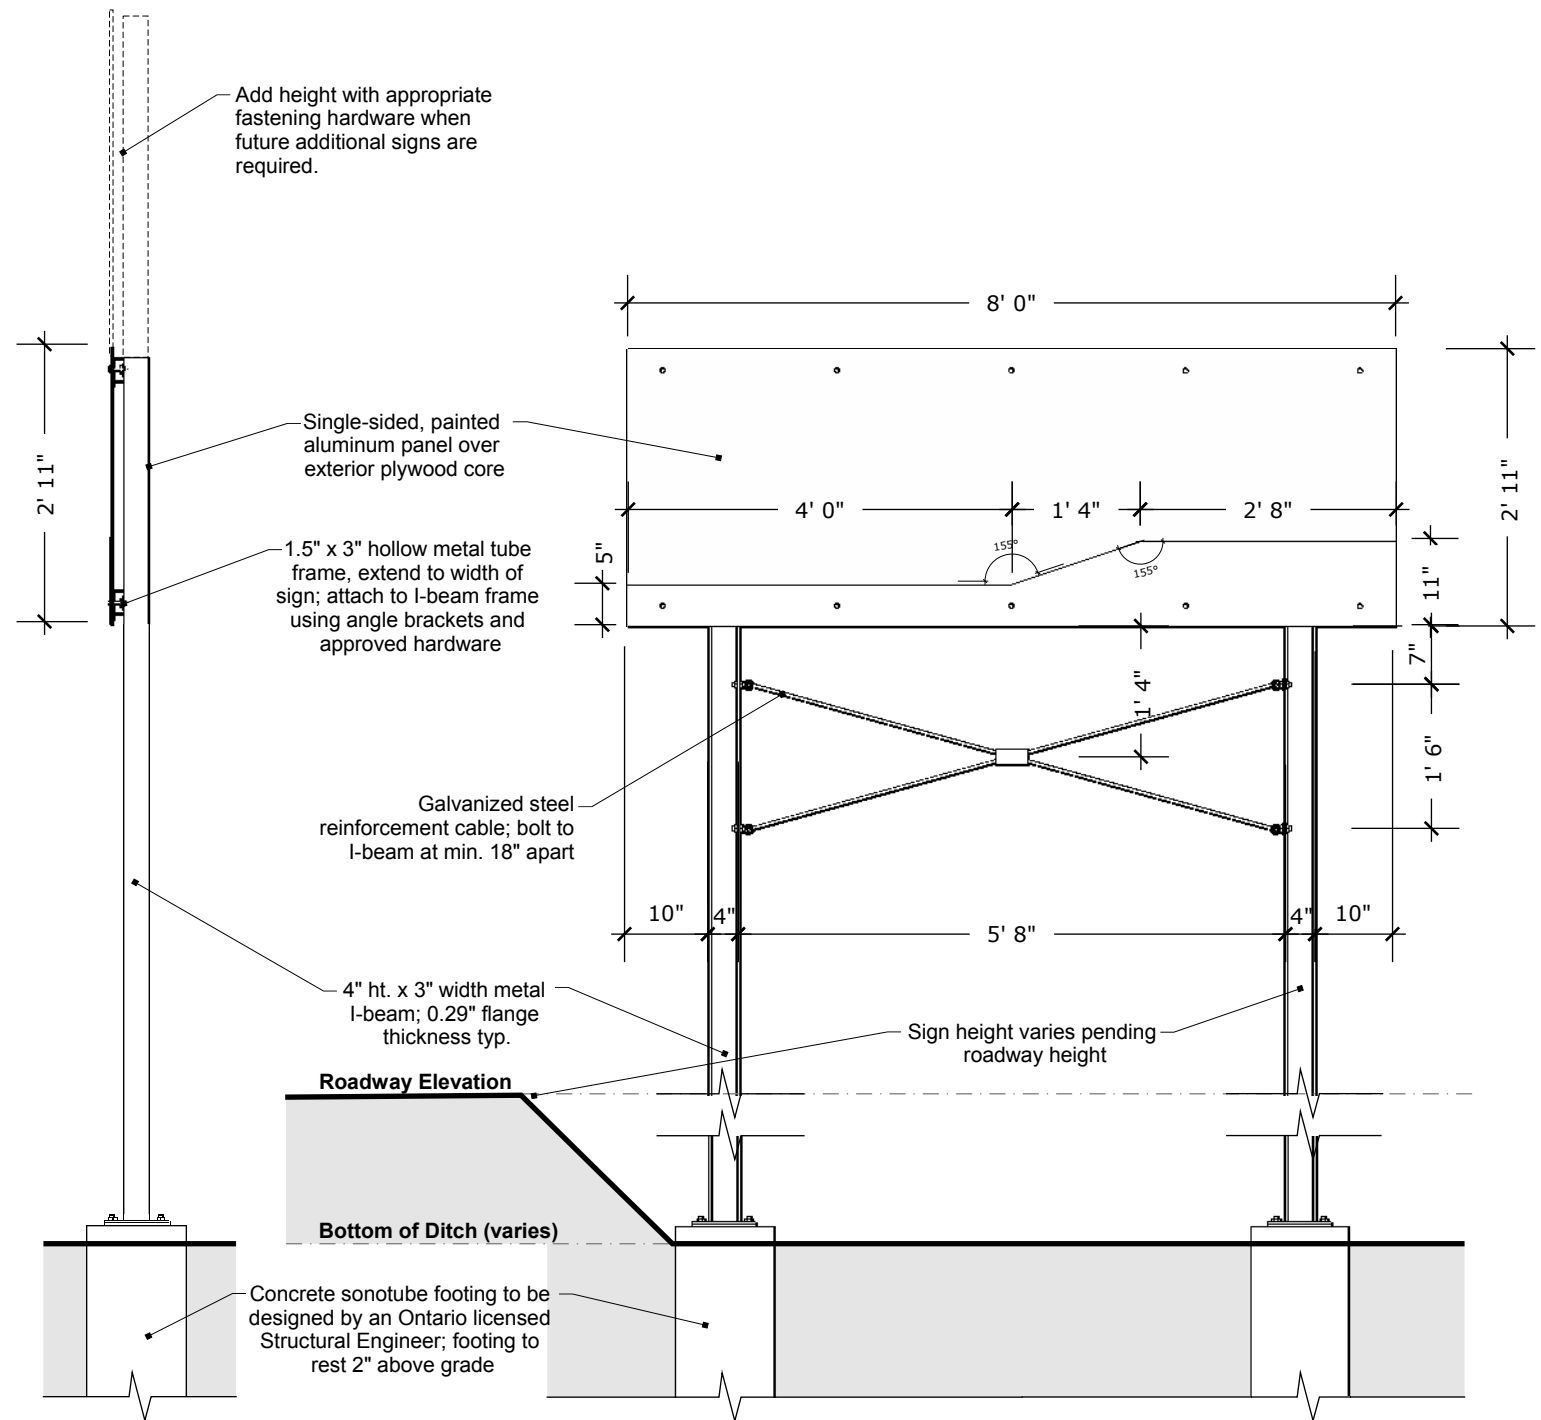 Add height with appropriate
fastening hardware when
future additional signs are
required.
8' 0"
2' 11"
Single-sided, painted
aluminum panel over
exterior plywood core
2' 11"
4' 0"
1' 4"
2' 8"
1.5" x 3" hollow metal tube
frame, extend to width of
sign; attach to I-beam frame
using angle brackets and
approved hardware
5"
155°
155°
11"
7"
1' 4"
1' 6"
Galvanized steel
reinforcement cable; bolt to
I-beam at min. 18" apart
10"
4"
5' 8"
4"
10"
4" ht. x 3" width metal
I-beam; 0.29" flange
thickness typ.
Sign height varies pending
roadway height
Roadway Elevation
Bottom of Ditch (varies)
Concrete sonotube footing to be
designed by an Ontario licensed
Structural Engineer; footing to
rest 2" above grade